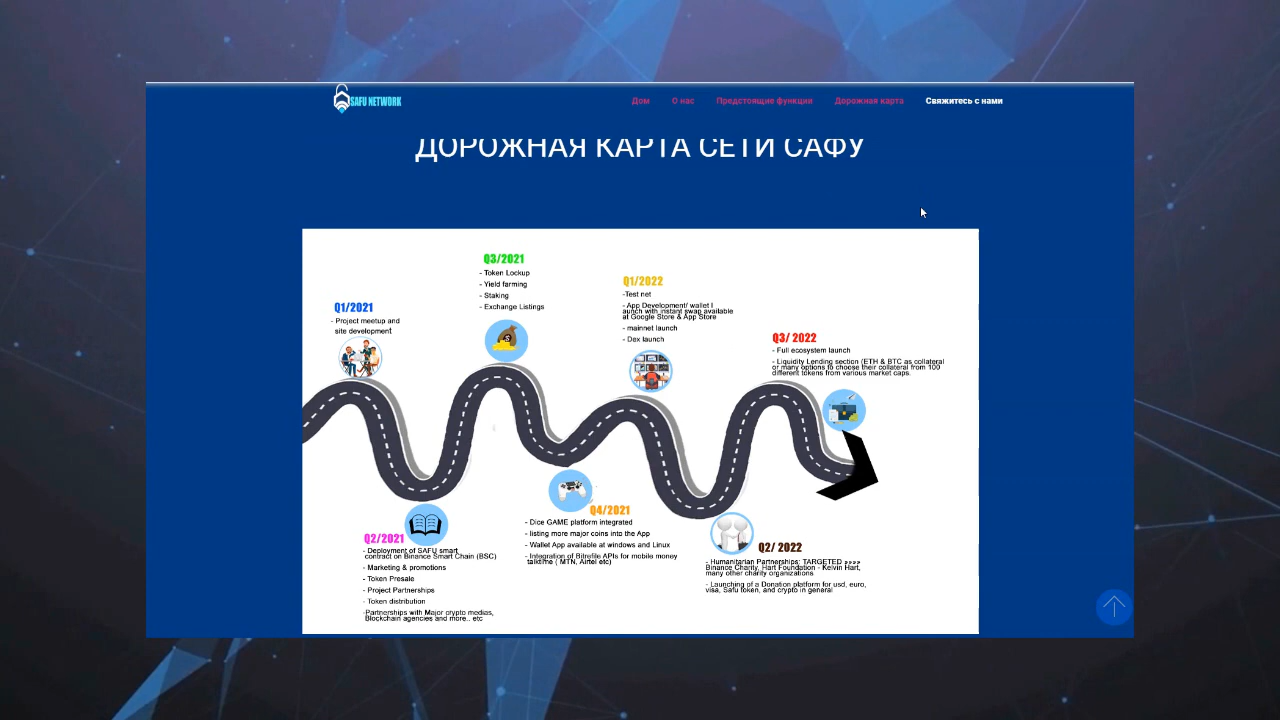 SAFU NETWORK
Дом О нас Предстоящие функции Дорожная карта Свяжитесь с нами
ДОРОЖНАЯ КАРТА СЕТИ САФУ
Q1/2021
- Project meetup and
site development
Q3/2021
- Token Lockup
- Yield farming
- Staking
- Exchange Listings
Q1/2022
-Test net
- App Development/ wallet l
aunch with instant swap available
at Google Store & App Store
- mainnet launch
- Dex launch
Q3/ 2022
- Full ecosystem launch
- Liquidity Lending section (ETH & BTC as collateral
or many options to choose their collateral from 100
different tokens from various market caps.
Q2/2021
- Deployment of SAFU smart
contract on Binance Smart Chain (BSC)
- Marketing & promotions
- Token Presale
- Project Partnerships
- Token distribution
-Partnerships with Major crypto medias,
Blockchain agencies and more.. etc
Q4/2021
- Dice GAME platform integrated
- listing more major coins into the App
- Wallet App available at windows and Linux
- Integration of Bitrefile APIs for mobile money
talktime ( MTN, Airtel etc)
Q2/ 2022
- Humanitarian Partnerships: TARGETED »»»»
Binance Charity, Hart Foundation - Kelvin Hart,
many other charity organizations
- Launching of a Donation platform for usd, euro,
visa, Safu token, and crypto in general